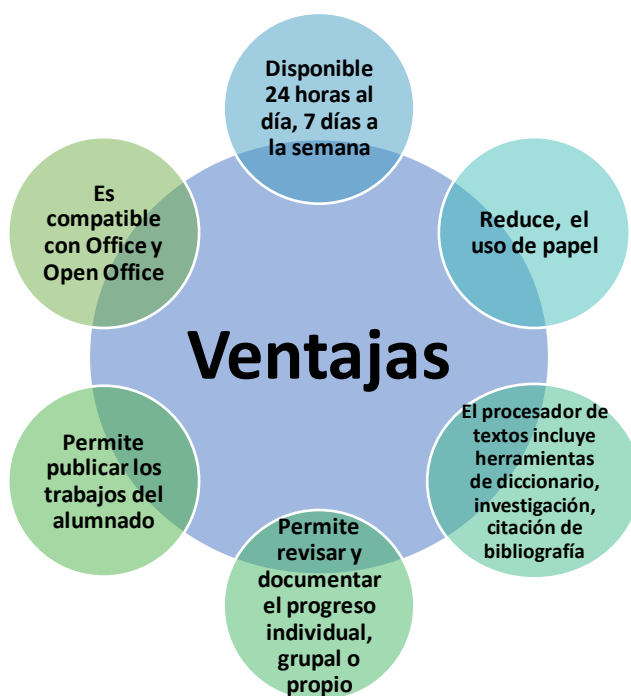 Disponible
24 horas al
día, 7 días a
la semana
Reduce, el
uso de papel
El procesador de
textos incluye
herramientas
de diccionario,
investigación,
citación de
bibliografía
Permite
revisar y
documentar
el progreso
individual,
grupal o
propio
Permite
publicar los
trabajos del
alumnado
Es
compatible
con Office y
Open Office
Ventajas